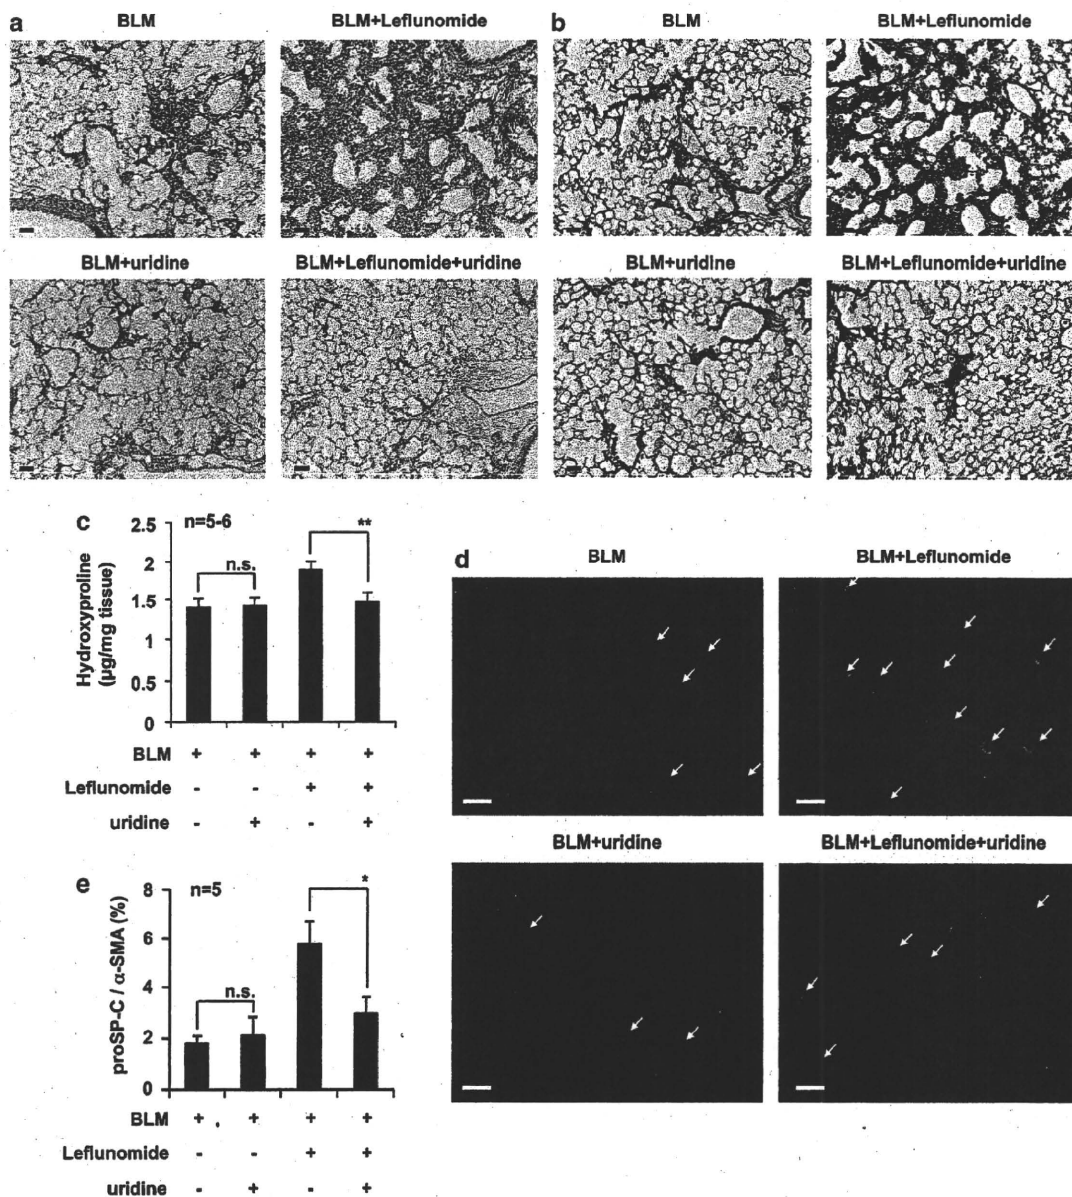 a
BLM
BLM+Leflunomide
b
BLM
BLM+Leflunomide
BLM+uridine
BLM+Leflunomide+uridine
BLM+uridine
BLM+Leflunomide+uridine
c
n=5-6
Hydroxyproline
(µg/mg tissue)
2.5
2
1.5
1
0.5
0
n.s.
**
BLM + + + +
Leflunomide - - + +
uridine - + - +
d
BLM
BLM+Leflunomide
BLM+uridine
BLM+Leflunomide+uridine
e
n=5
proSP-C / α-SMA (%)
8
6
4
2
0
n.s.
*
BLM + + + +
Leflunomide - - + +
uridine - + - +